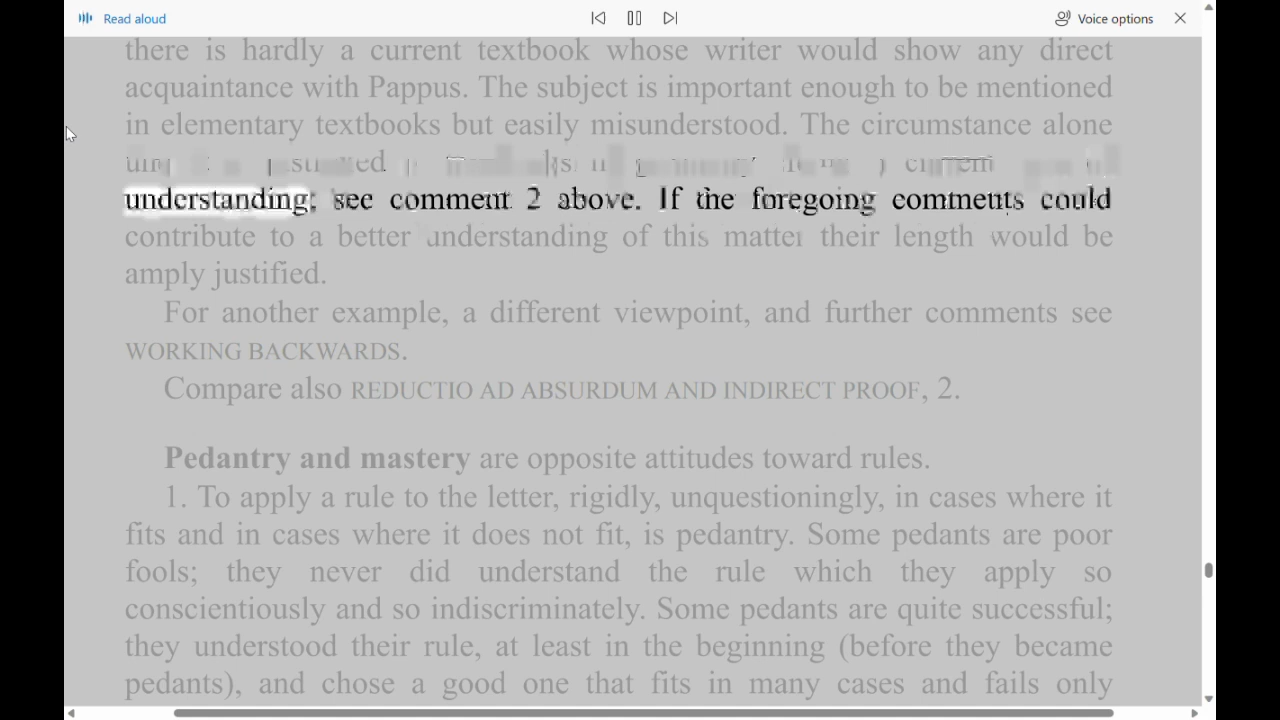 Read aloud
Voice options
there is hardly a current textbook whose writer would show any direct
acquaintance with Pappus. The subject is important enough to be mentioned
in elementary textbooks but easily misunderstood. The circumstance alone
current
understanding; see comment 2 above. If the foregoing comments could
contribute to a better understanding of this matter their length would be
amply justified.
For another example, a different viewpoint, and further comments see
WORKING BACKWARDS.
Compare also REDUCTIO AD ABSURDUM AND INDIRECT PROOF, 2.
Pedantry and mastery are opposite attitudes toward rules.
1. To apply a rule to the letter, rigidly, unquestioningly, in cases where it
fits and in cases where it does not fit, is pedantry. Some pedants are poor
fools; they never did understand the rule which they apply so
conscientiously and so indiscriminately. Some pedants are quite successful;
they understood their rule, at least in the beginning (before they became
pedants), and chose a good one that fits in many cases and fails only